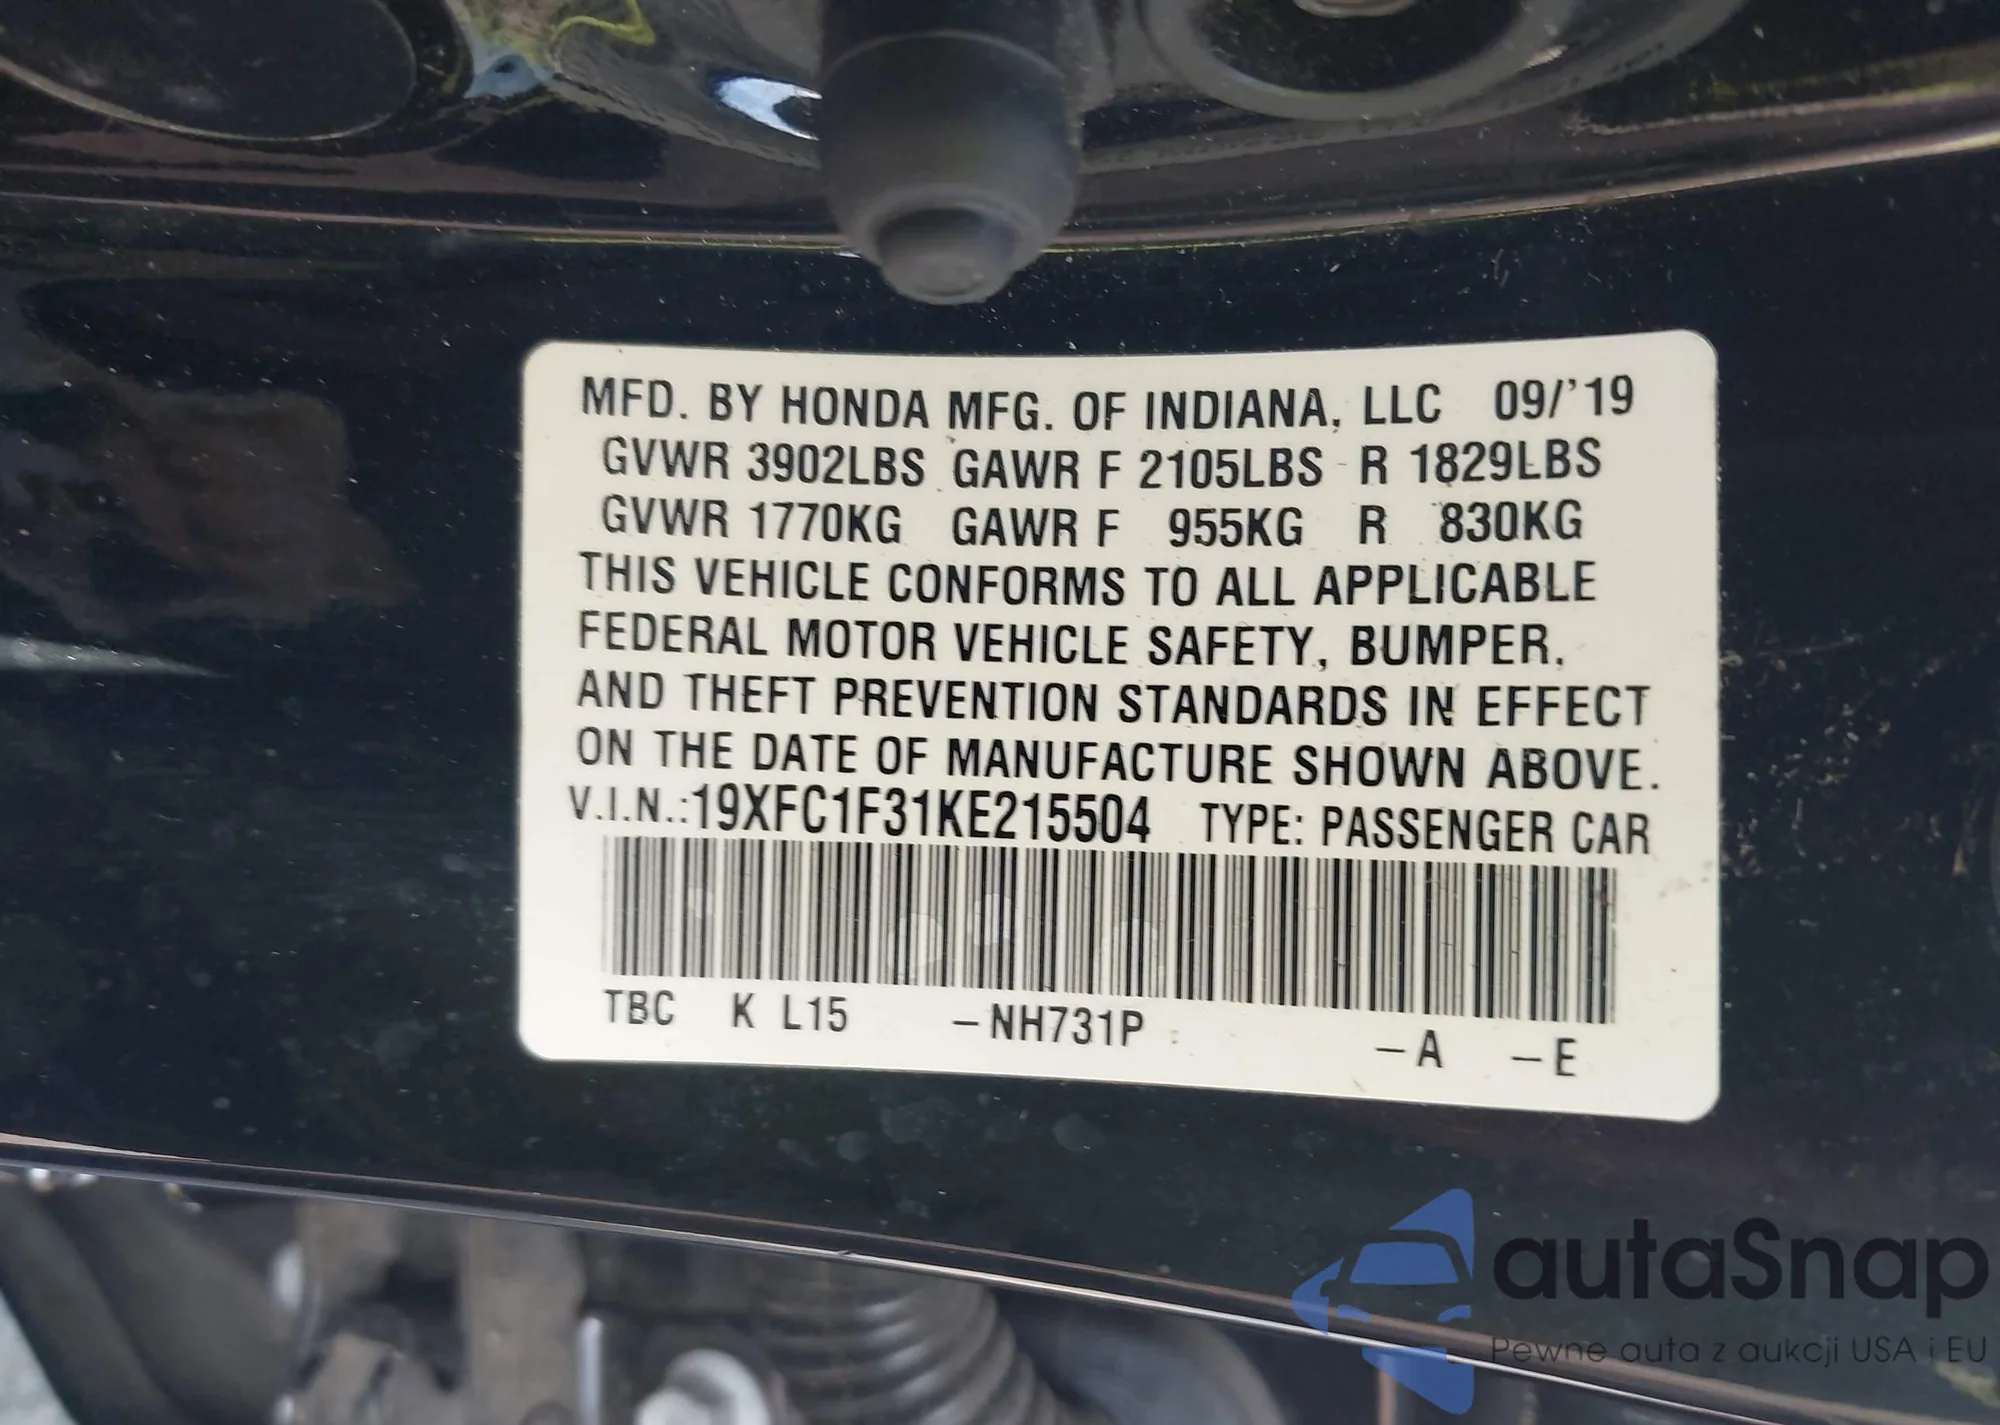 MFD. BY HONDA MFG. OF INDIANA, LLC 09/'19
GVWR 3902LBS GAWR F 2105LBS R 1829LBS
GVWR 1770KG GAWR F 955KG R 830KG
THIS VEHICLE CONFORMS TO ALL APPLICABLE
FEDERAL MOTOR VEHICLE SAFETY, BUMPER,
AND THEFT PREVENTION STANDARDS IN EFFECT
ON THE DATE OF MANUFACTURE SHOWN ABOVE.
V.I.N.:19XFC1F31KE215504 TYPE: PASSENGER CAR
TBC K L15 –NH731P –A –E
autaSnap
Pewne auta z aukcji USA i EU